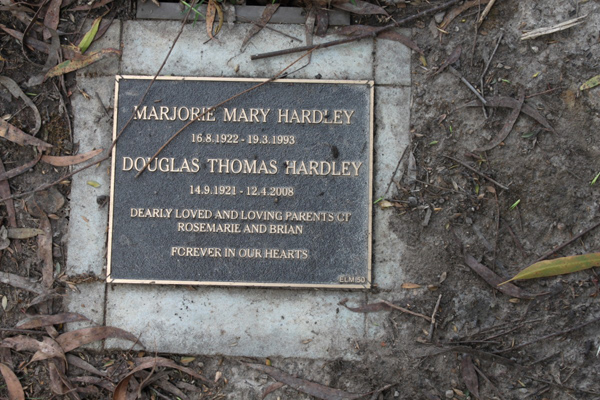 MARJORIE MARY HARDLEY
16.8.1922 - 19.3.1993
DOUGLAS THOMAS HARDLEY
14.9.1921 - 12.4.2008
DEARLY LOVED AND LOVING PARENTS OF
ROSEMARIE AND BRIAN
FOREVER IN OUR HEARTS
ELM150